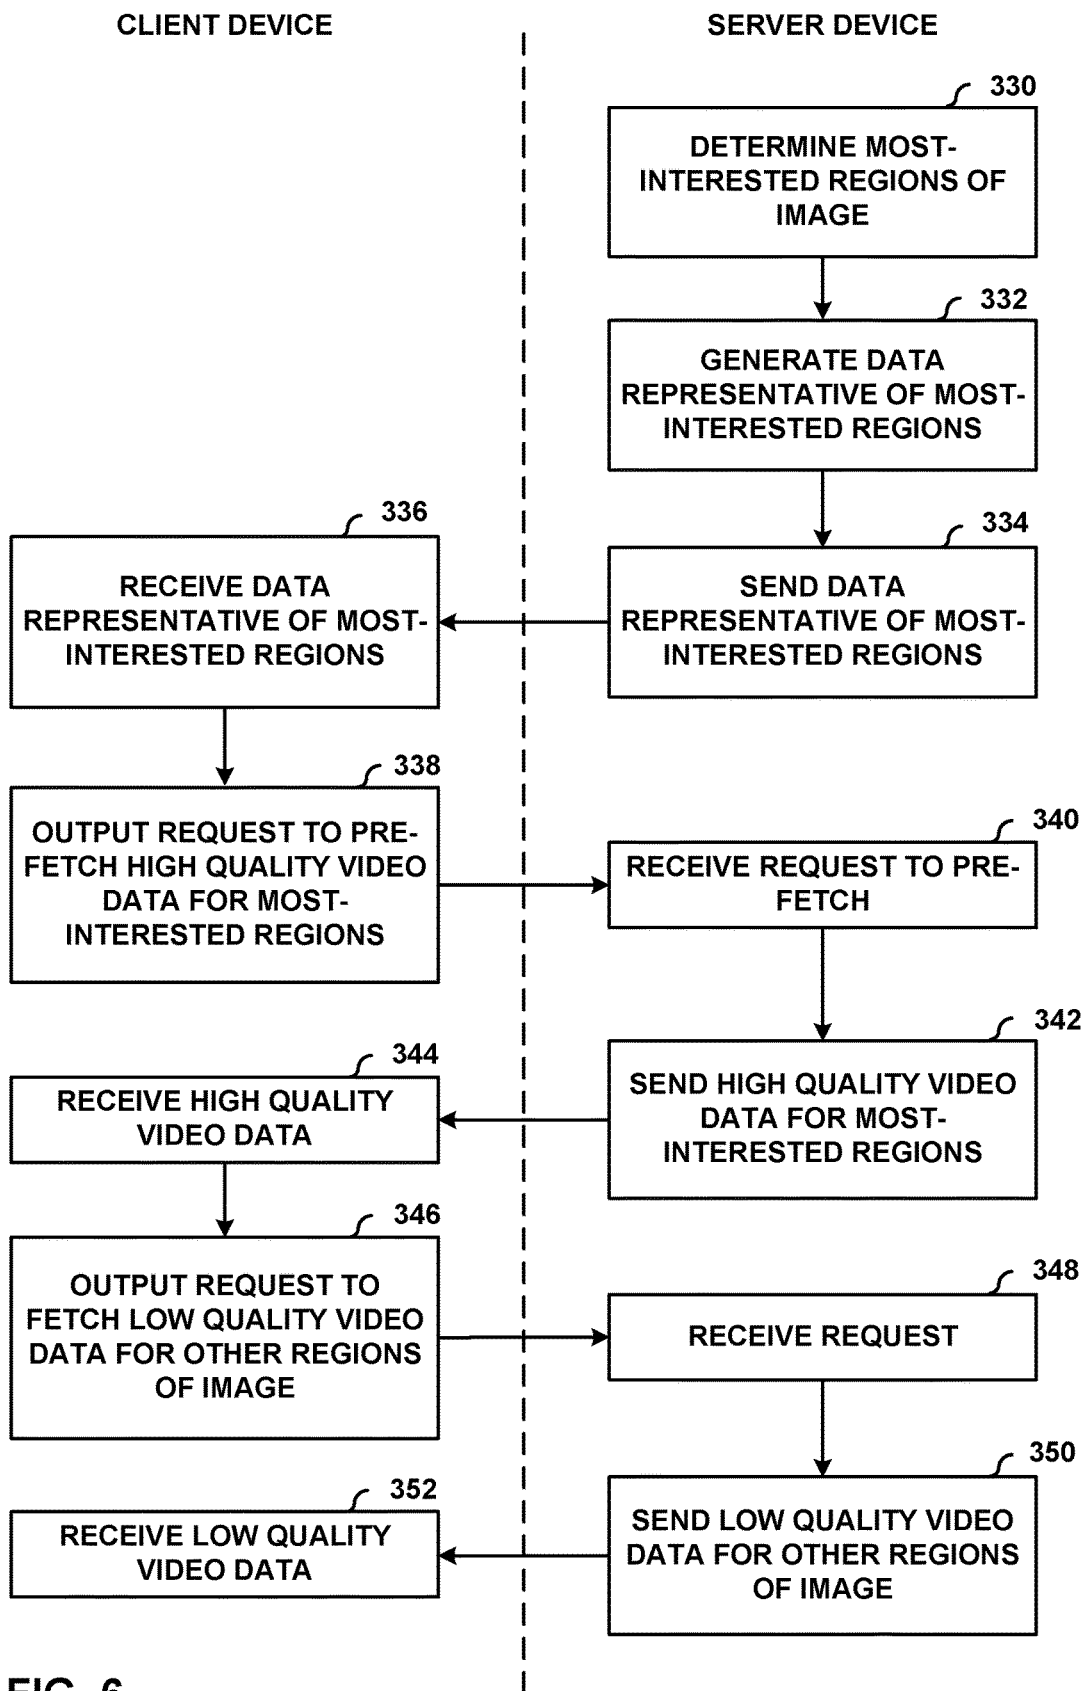 CLIENT DEVICE
SERVER DEVICE
330
DETERMINE MOST-
INTERESTED REGIONS OF
IMAGE
332
GENERATE DATA
REPRESENTATIVE OF MOST-
INTERESTED REGIONS
334
SEND DATA
REPRESENTATIVE OF MOST-
INTERESTED REGIONS
336
RECEIVE DATA
REPRESENTATIVE OF MOST-
INTERESTED REGIONS
338
OUTPUT REQUEST TO PRE-
FETCH HIGH QUALITY VIDEO
DATA FOR MOST-
INTERESTED REGIONS
340
RECEIVE REQUEST TO PRE-
FETCH
342
SEND HIGH QUALITY VIDEO
DATA FOR MOST-
INTERESTED REGIONS
344
RECEIVE HIGH QUALITY
VIDEO DATA
346
OUTPUT REQUEST TO
FETCH LOW QUALITY VIDEO
DATA FOR OTHER REGIONS
OF IMAGE
348
RECEIVE REQUEST
350
SEND LOW QUALITY VIDEO
DATA FOR OTHER REGIONS
OF IMAGE
352
RECEIVE LOW QUALITY
VIDEO DATA
FIG. 6